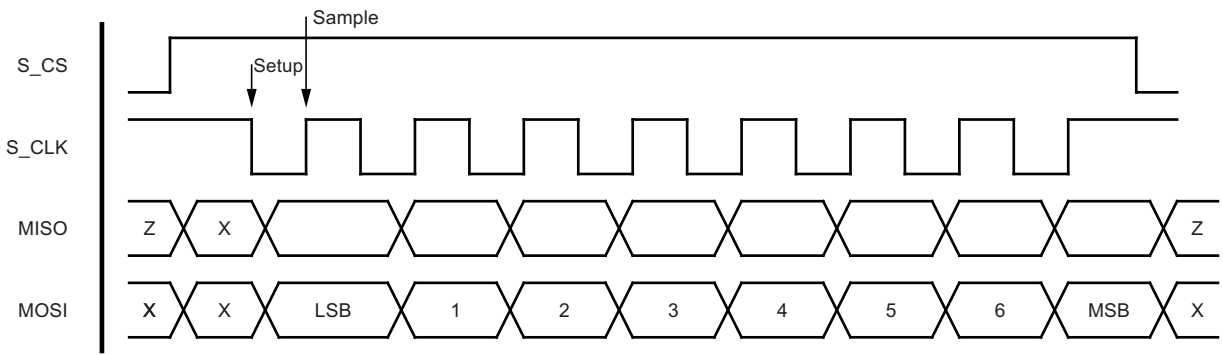 Sample
S_CS
Setup
S_CLK
MISO Z X Z
MOSI X X LSB 1 2 3 4 5 6 MSB X